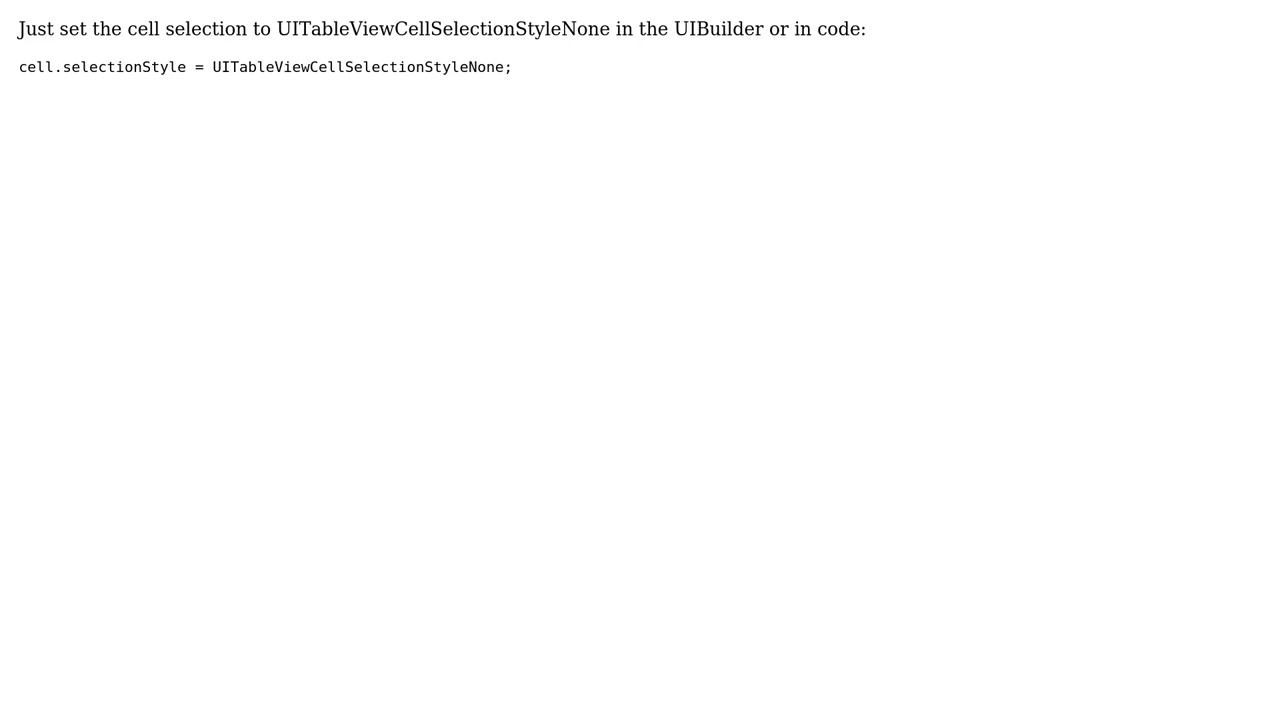 Just set the cell selection to UITableViewCellSelectionStyleNone in the UIBuilder or in code:
cell.selectionStyle = UITableViewCellSelectionStyleNone;